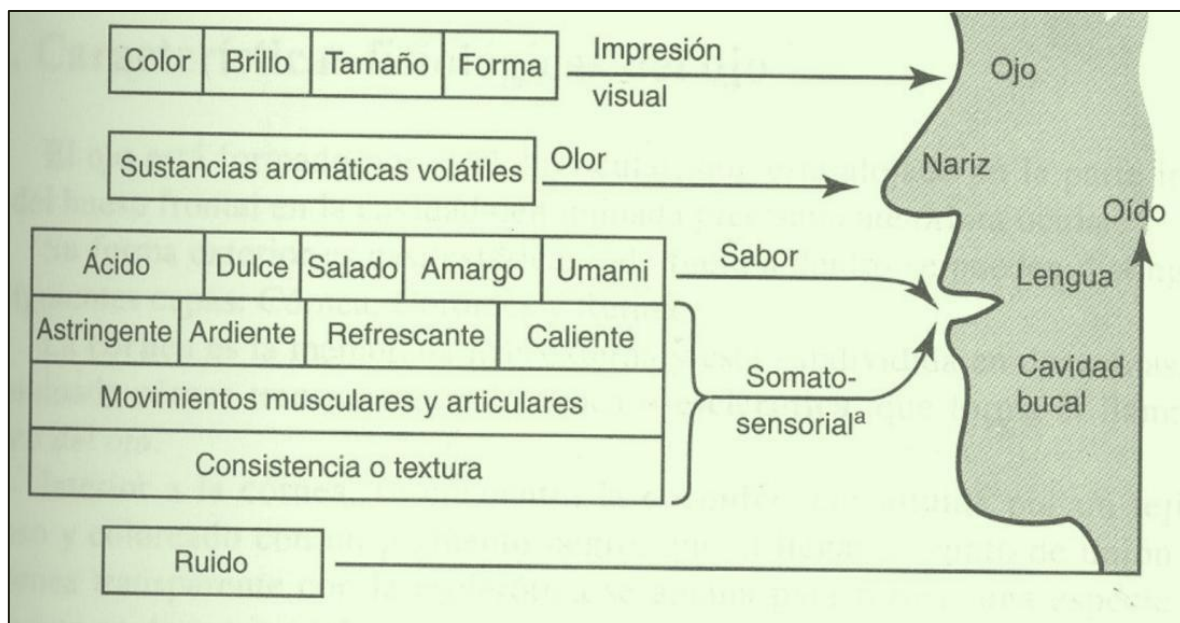 Color Brillo Tamaño Forma
Impresión
visual
Ojo
Sustancias aromáticas volátiles
Olor
Nariz
Oído
Ácido Dulce Salado Amargo Umami
Sabor
Lengua
Astringente Ardiente Refrescante Caliente
Movimientos musculares y articulares
Consistencia o textura
Somato-
sensorialª
Cavidad
bucal
Ruido